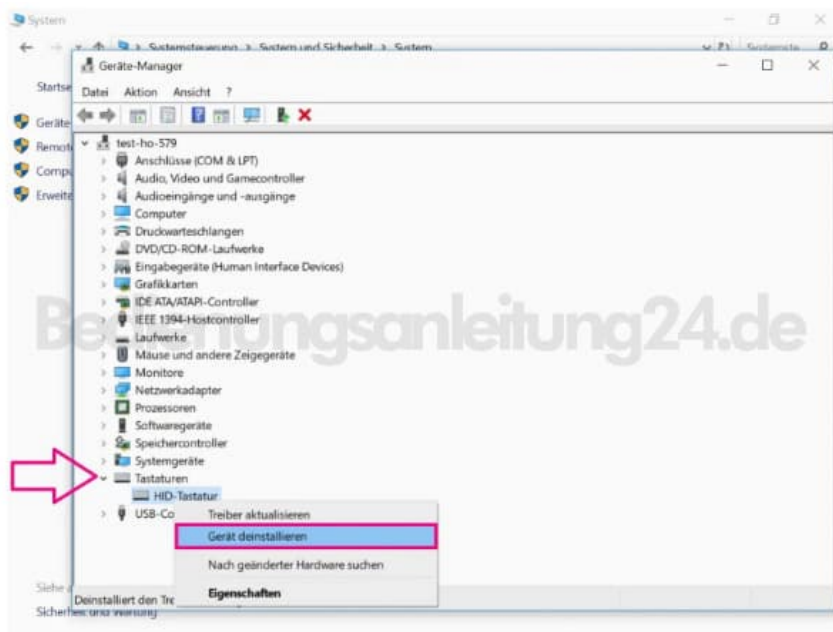 System
Systemsteuerung > System und Sicherheit > System
Geräte-Manager
Datei Aktion Ansicht ?
test-ho-579
Anschlüsse (COM & LPT)
Audio, Video und Gamecontroller
Audioeingänge und -ausgänge
Computer
Druckwarteschlangen
DVD/CD-ROM-Laufwerke
Eingabegeräte (Human Interface Devices)
Grafikkarten
IDE ATA/ATAPI-Controller
IEEE 1394-Hostcontroller
Laufwerke
Mäuse und andere Zeigegeräte
Monitore
Netzwerkadapter
Prozessoren
Softwaregeräte
Speichercontroller
Systemgeräte
Tastaturen
HID-Tastatur
USB-Co
Treiber aktualisieren
Gerät deinstallieren
Nach geänderter Hardware suchen
Eigenschaften
Deinstalliert den Tre
Startse
Geräte
Remot
Compu
Erweite
Siehe a
Sicherheit und Wartung
Bedienungsanleitung24.de